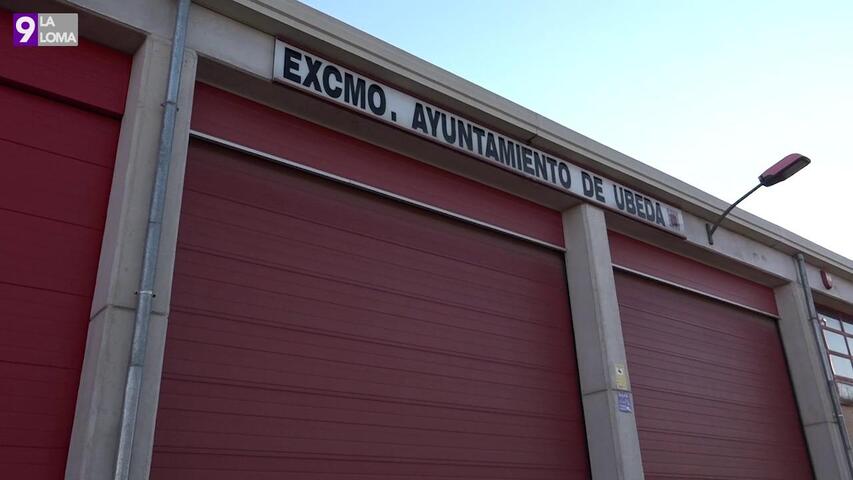 9 LA
LOMA
EXCMO. AYUNTAMIENTO DE UBEDA